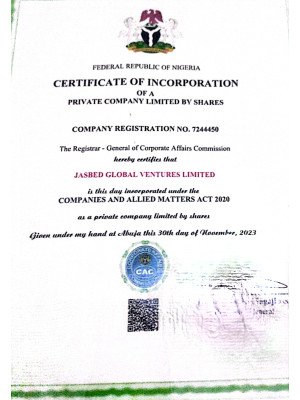 FEDERAL REPUBLIC OF NIGERIA
CERTIFICATE OF INCORPORATION
OF A
PRIVATE COMPANY LIMITED BY SHARES
COMPANY REGISTRATION NO. 7244450
The Registrar - General of Corporate Affairs Commission
hereby certifies that
JASBED GLOBAL VENTURES LIMITED
is this day incorporated under the
COMPANIES AND ALLIED MATTERS ACT 2020
as a private company limited by shares
Given under my hand at Abuja this 30th day of November, 2023
CAC